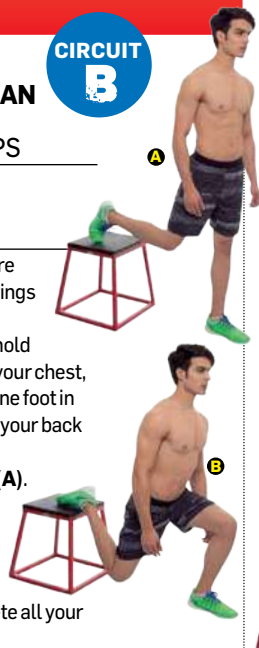 CIRCUIT
B
AN
PS
A
re
ings
hold
your chest,
ne foot in
your back
(A).
B
te all your